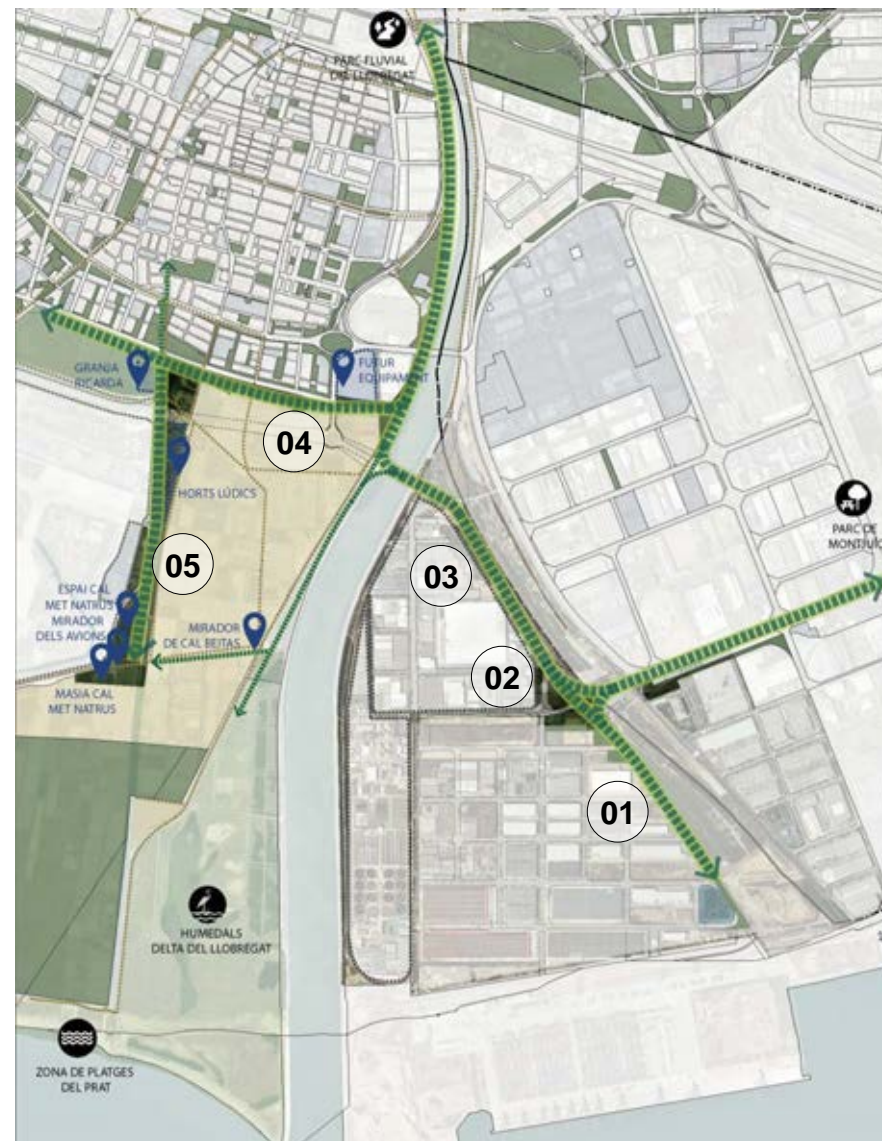 PARC FLUVIAL
DEL LLOBREGAT
GRANJA
RICARDA
FUTUR
EQUIPAMENT
04
HORTS LÚDICS
PARC DE
MONTJUÏC
05
03
ESPAI CAL
MET NATRUS
MIRADOR
DELS AVIONS
MIRADOR
DE CAL BEITAS
02
MASIA CAL
MET NATRUS
01
HUMEDALS
DELTA DEL LLOBREGAT
ZONA DE PLATGES
DEL PRAT